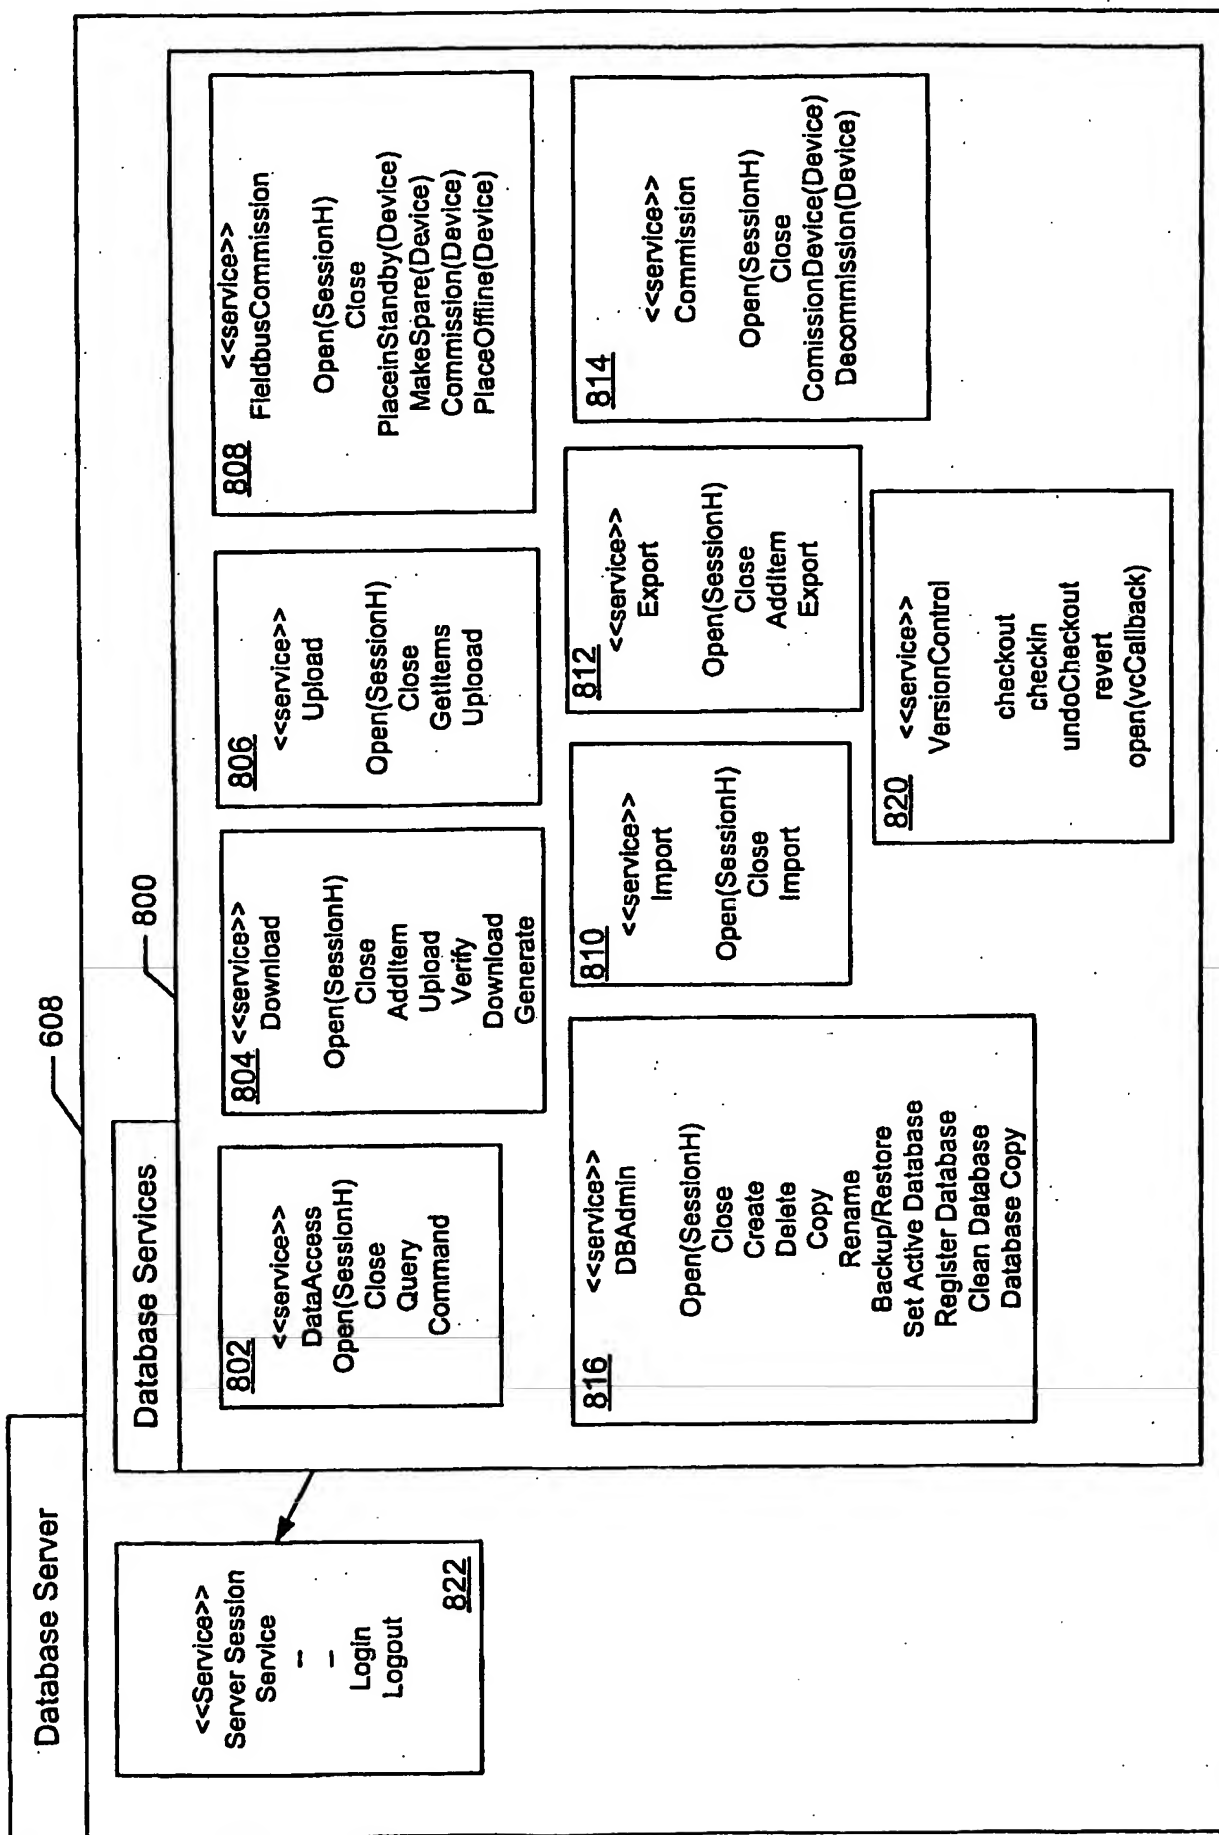 Database Server
608
Database Services
800
<<Service>>
Server Session
Service
--
--
Login
Logout
822
802
<<service>>
DataAccess
Open(SessionH)
Close
Query
Command
804 <<service>>
Download
Open(SessionH)
Close
AddItem
Upload
Verify
Download
Generate
806
<<service>>
Upload
Open(SessionH)
Close
GetItems
Uplooad
808
<<service>>
FieldbusCommission
Open(SessionH)
Close
PlaceinStandby(Device)
MakeSpare(Device)
Commission(Device)
PlaceOffline(Device)
816
<<service>>
DBAdmin
Open(SessionH)
Close
Create
Delete
Copy
Rename
Backup/Restore
Set Active Database
Register Database
Clean Database
Database Copy
810
<<service>>
Import
Open(SessionH)
Close
Import
812
<<service>>
Export
Open(SessionH)
Close
AddItem
Export
814
<<service>>
Commission
Open(SessionH)
Close
ComissionDevice(Device)
Decommission(Device)
820
<<service>>
VersionControl
checkout
checkin
undoCheckout
revert
open(vcCallback)